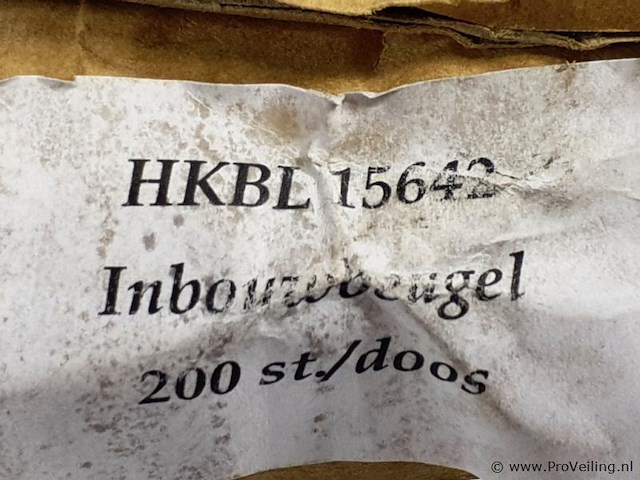 HKBL 15642
Inbouwbeugel
200 st./doos
© www.ProVeiling.nl